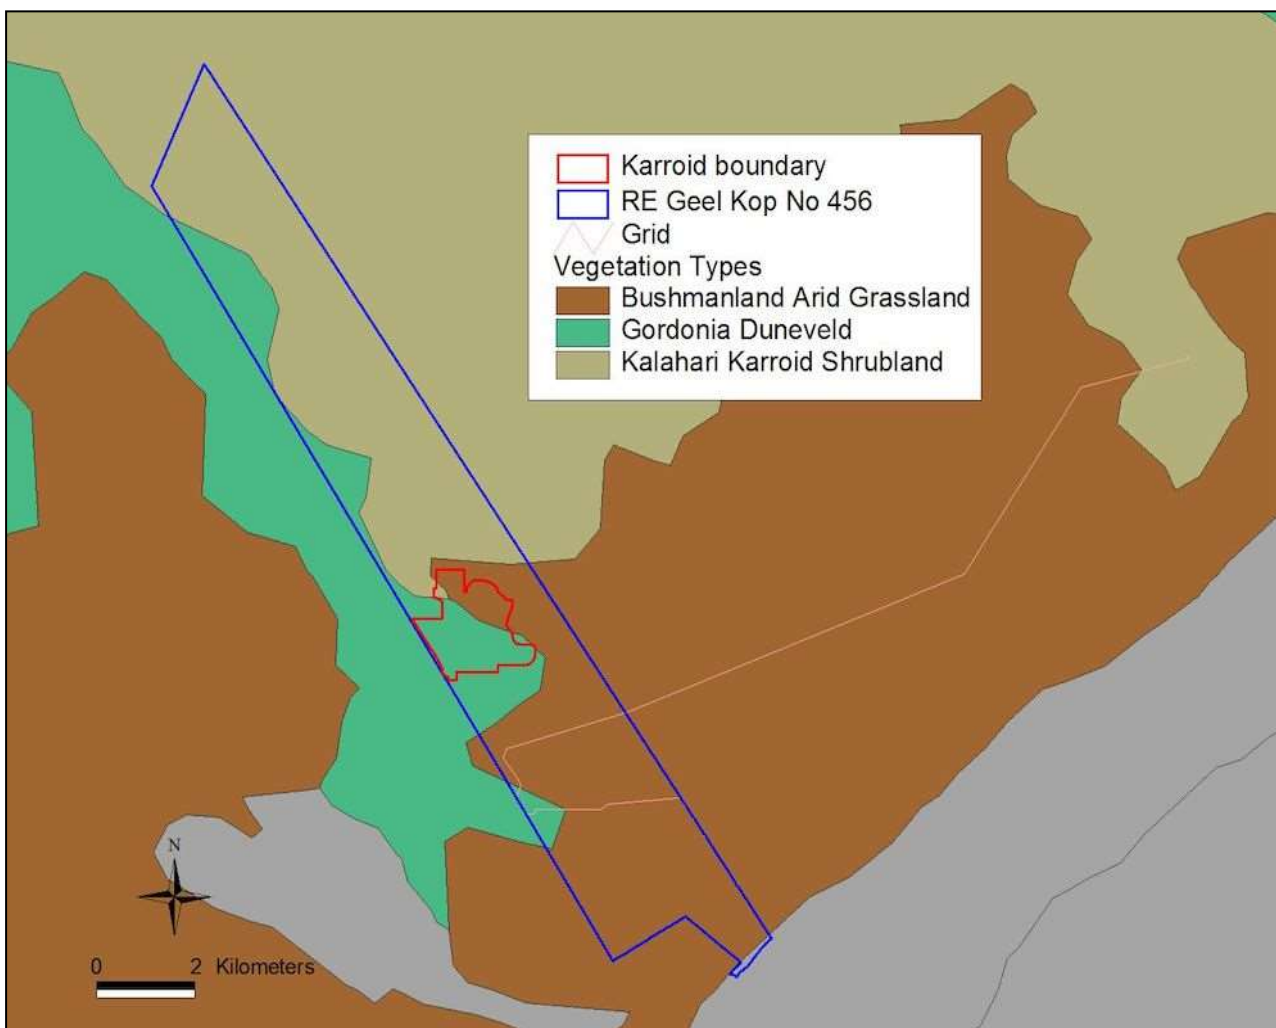 Karroid boundary
RE Geel Kop No 456
Grid
Vegetation Types
Bushmanland Arid Grassland
Gordonia Duneveld
Kalahari Karroid Shrubland
N
0 2 Kilometers